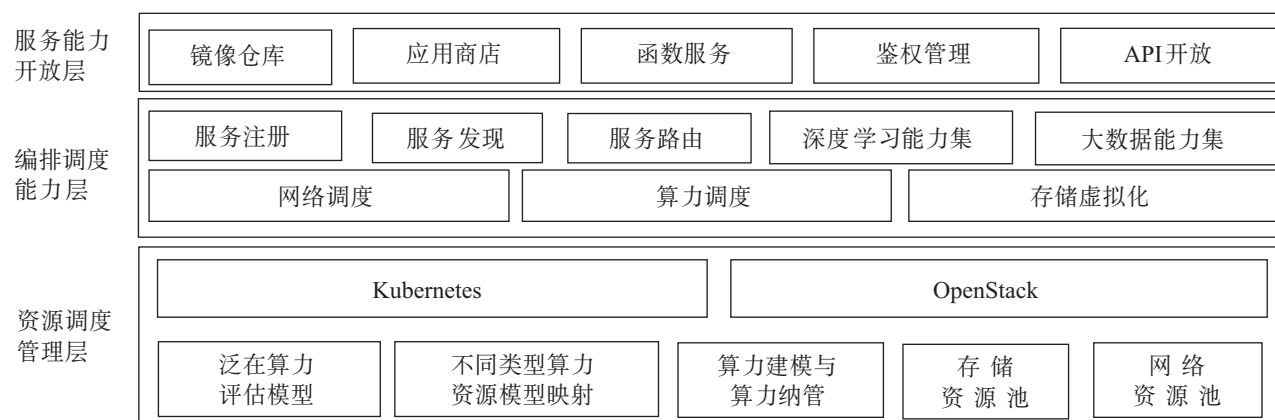 服务能力
开放层
镜像仓库
应用商店
函数服务
鉴权管理
API开放
编排调度
能力层
服务注册
服务发现
服务路由
深度学习能力集
大数据能力集
网络调度
算力调度
存储虚拟化
资源调度
管理层
Kubernetes
OpenStack
泛在算力
评估模型
不同类型算力
资源模型映射
算力建模与
算力纳管
存 储
资 源 池
网 络
资 源 池